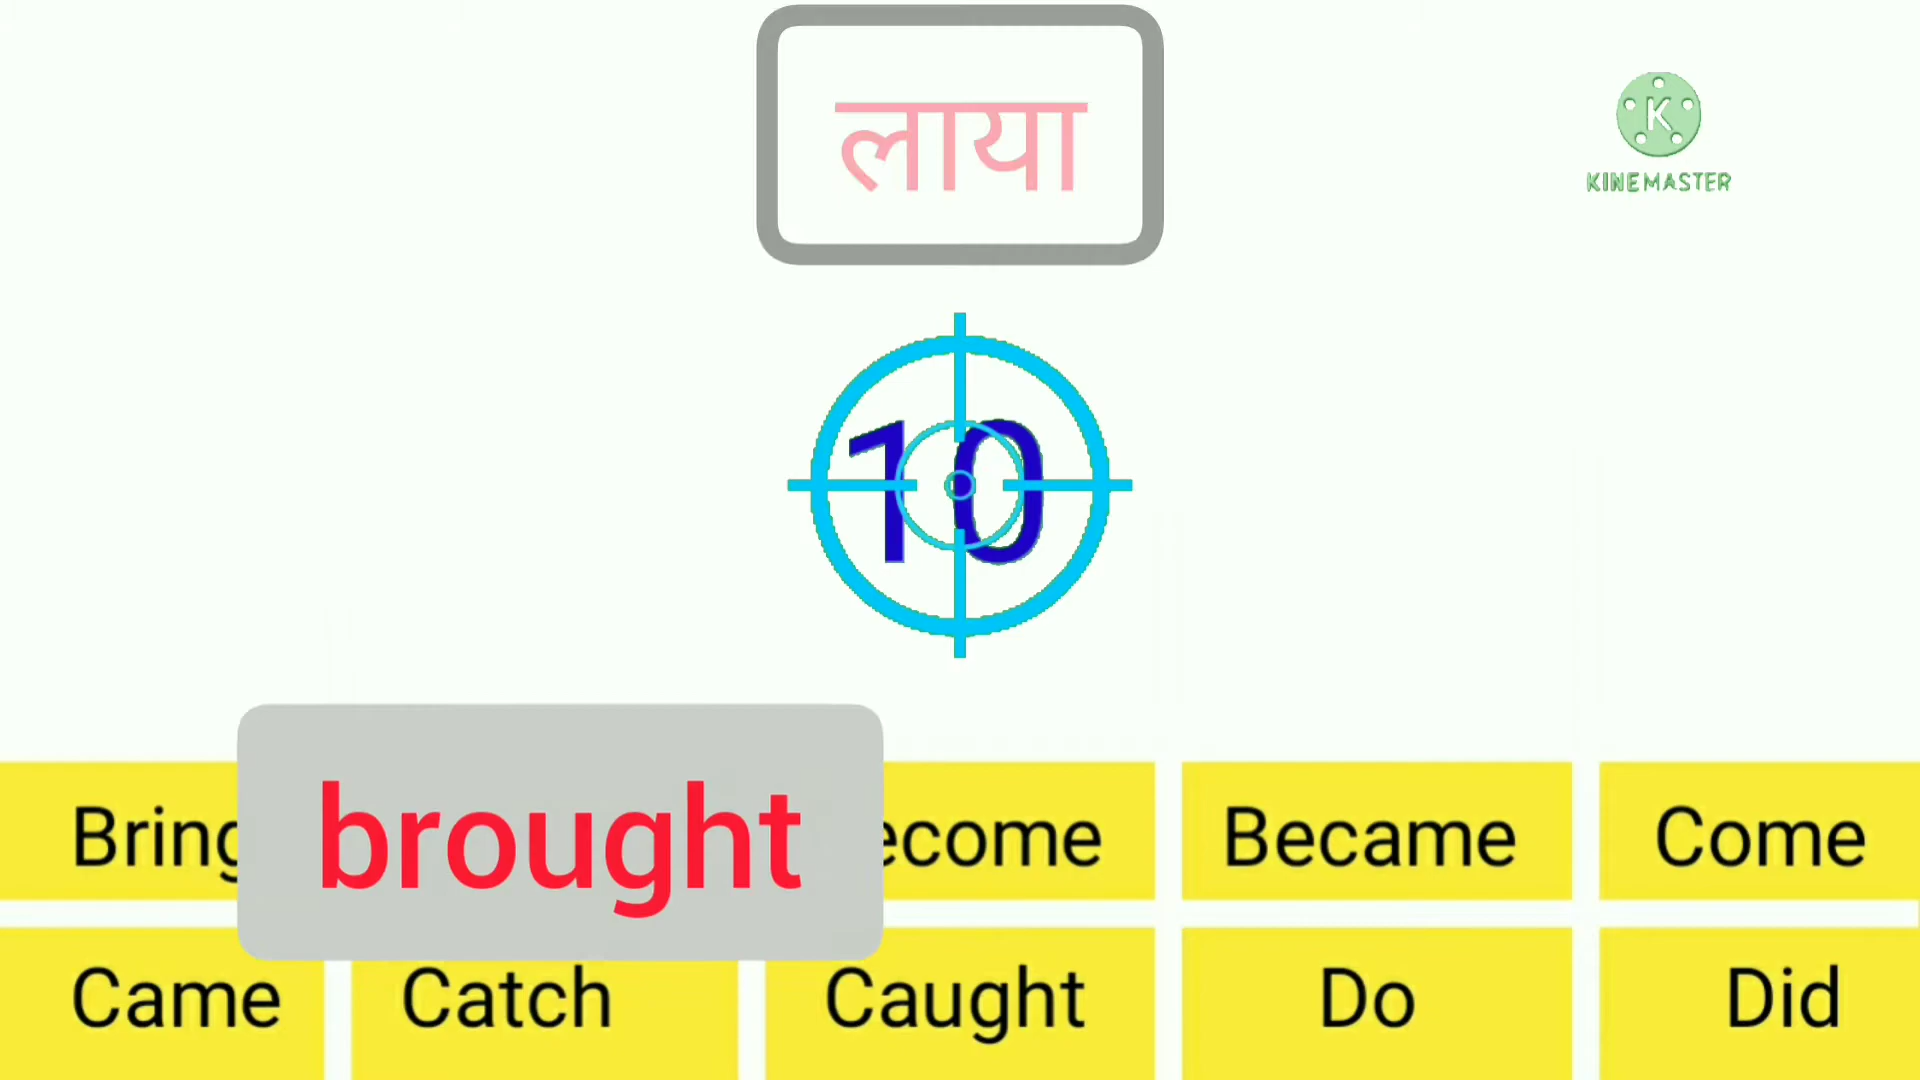 लाया
KINEMASTER
10
brought
Bring ecome Became Come
Came Catch Caught Do Did